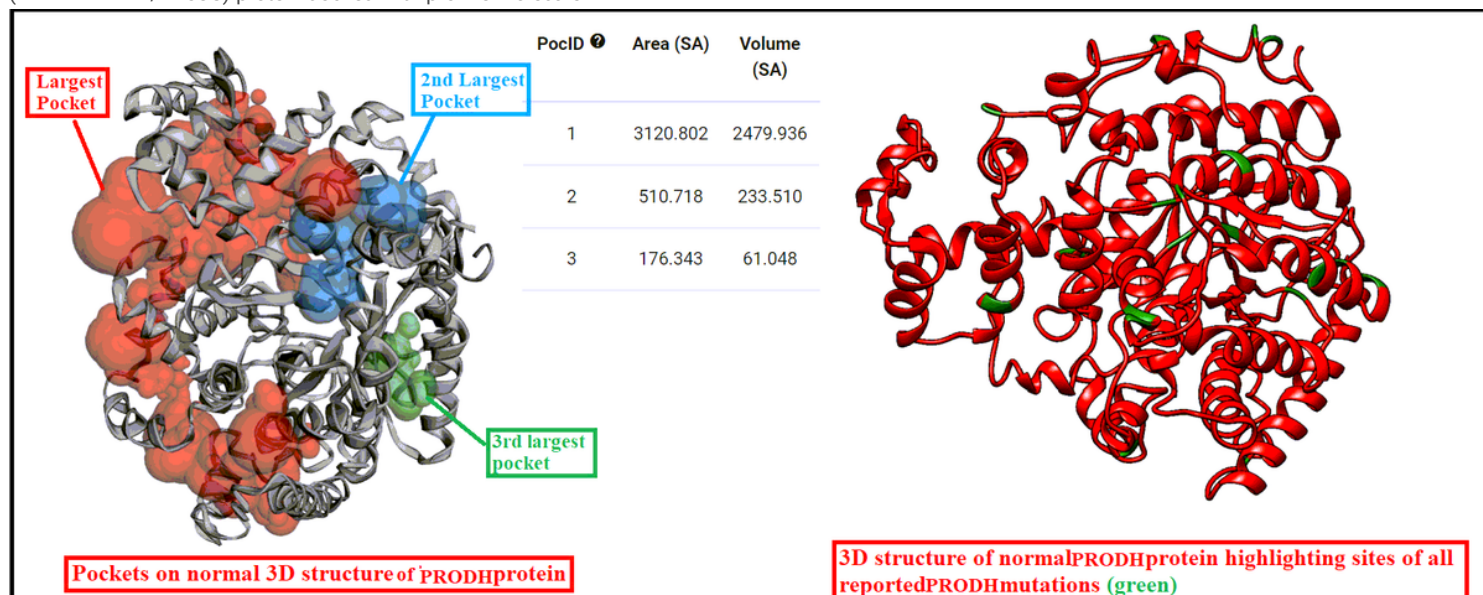 Largest
Pocket
2nd Largest
Pocket
PocID ? Area (SA) Volume
(SA)
1 3120.802 2479.936
2 510.718 233.510
3 176.343 61.048
3rd largest
pocket
Pockets on normal 3D structure of PRODHprotein
3D structure of normalPRODHprotein highlighting sites of all
reportedPRODHmutations (green)